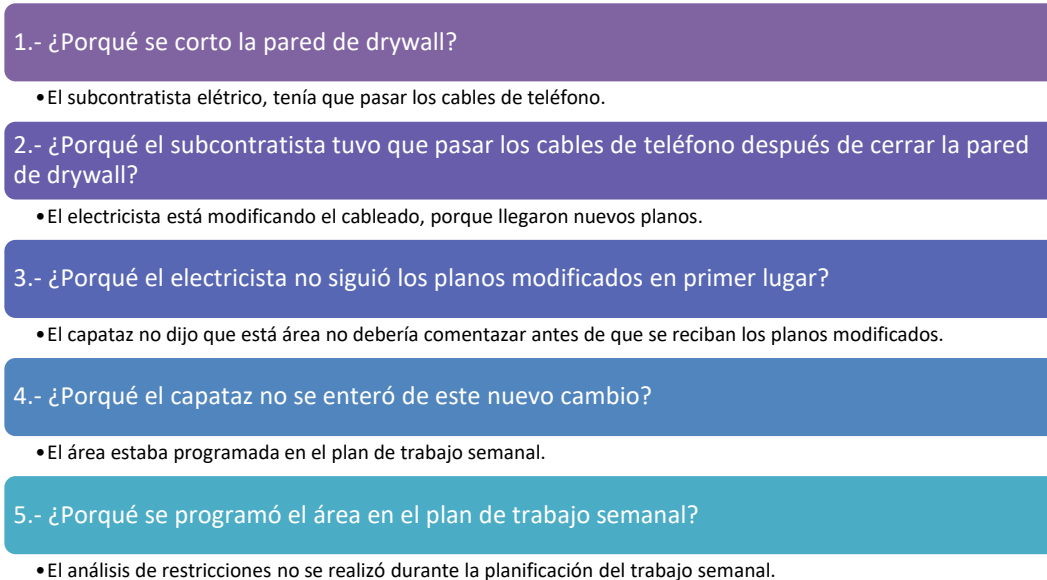 1.- ¿Porqué se corto la pared de drywall?
•El subcontratista elétrico, tenía que pasar los cables de teléfono.
2.- ¿Porqué el subcontratista tuvo que pasar los cables de teléfono después de cerrar la pared
de drywall?
•El electricista está modificando el cableado, porque llegaron nuevos planos.
3.- ¿Porqué el electricista no siguió los planos modificados en primer lugar?
•El capataz no dijo que está área no debería comentazar antes de que se reciban los planos modificados.
4.- ¿Porqué el capataz no se enteró de este nuevo cambio?
•El área estaba programada en el plan de trabajo semanal.
5.- ¿Porqué se programó el área en el plan de trabajo semanal?
•El análisis de restricciones no se realizó durante la planificación del trabajo semanal.